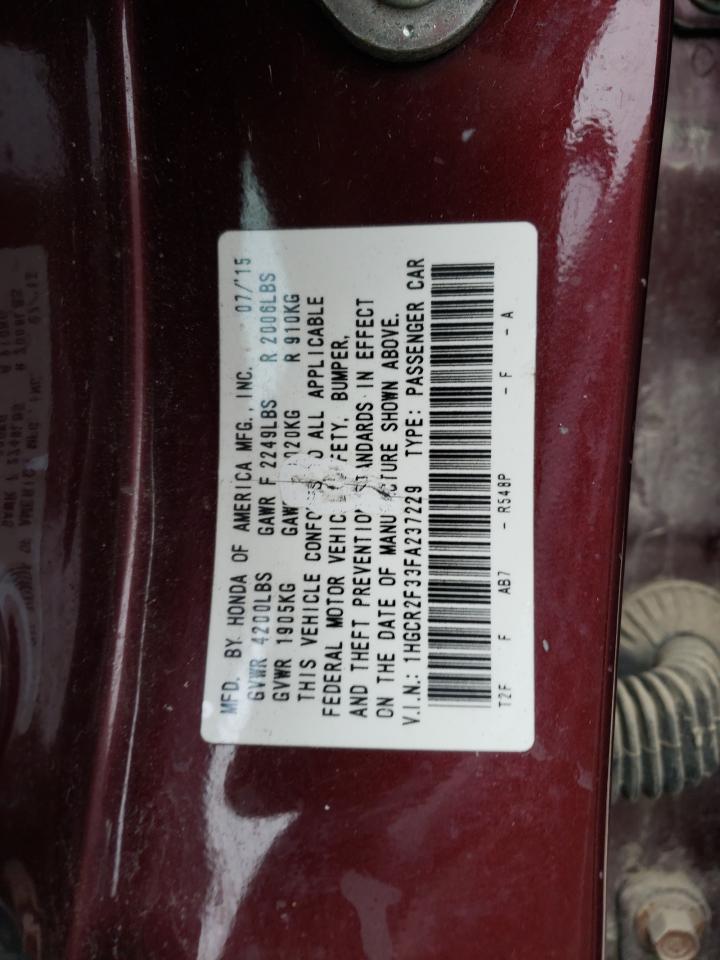 MFD. BY HONDA OF AMERICA MFG., INC. 07/'15
GVWR 4200LBS GAWR F 2249LBS R 2006LBS
GVWR 1905KG 020KG R 910KG
THIS VEHICLE ALL APPLICABLE
FEDERAL MOTOR BUMPER,
AND THEFT PREVENTION IN EFFECT
ON THE DATE OF SHOWN ABOVE.
V.I.N.: 1HGCR2F33FA237229 TYPE: PASSENGER CAR
T2F F AB7 - R548P - F - A